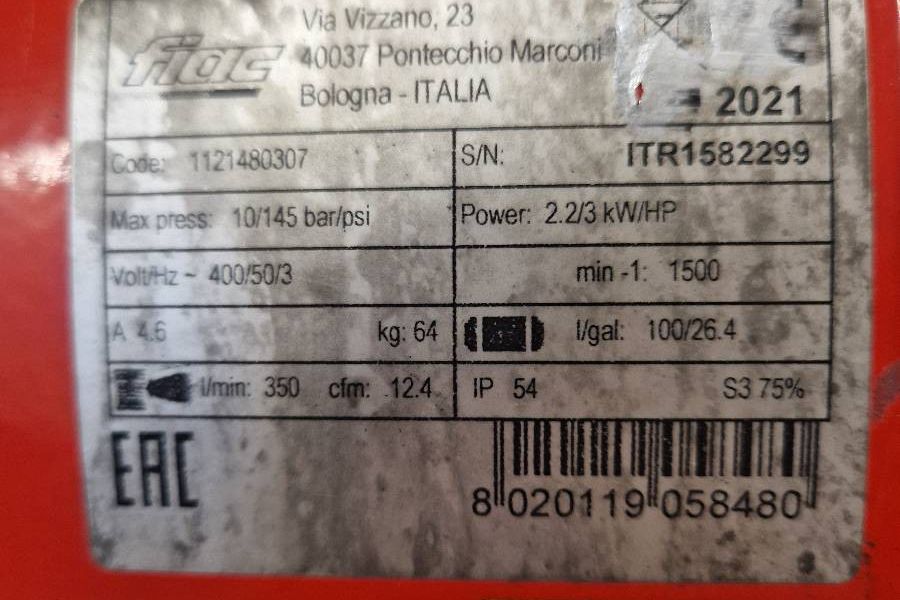 Via Vizzano, 23
fiac 40037 Pontecchio Marconi
Bologna - ITALIA
2021
Code: 1121480307 S/N: ITR1582299
Max press: 10/145 bar/psi Power: 2.2/3 kW/HP
Volt/Hz ~ 400/50/3 min -1: 1500
A 4.6 kg: 64 l/gal: 100/26.4
l/min: 350 cfm: 12.4 IP 54 S3 75%
EAC
8 020119 058480